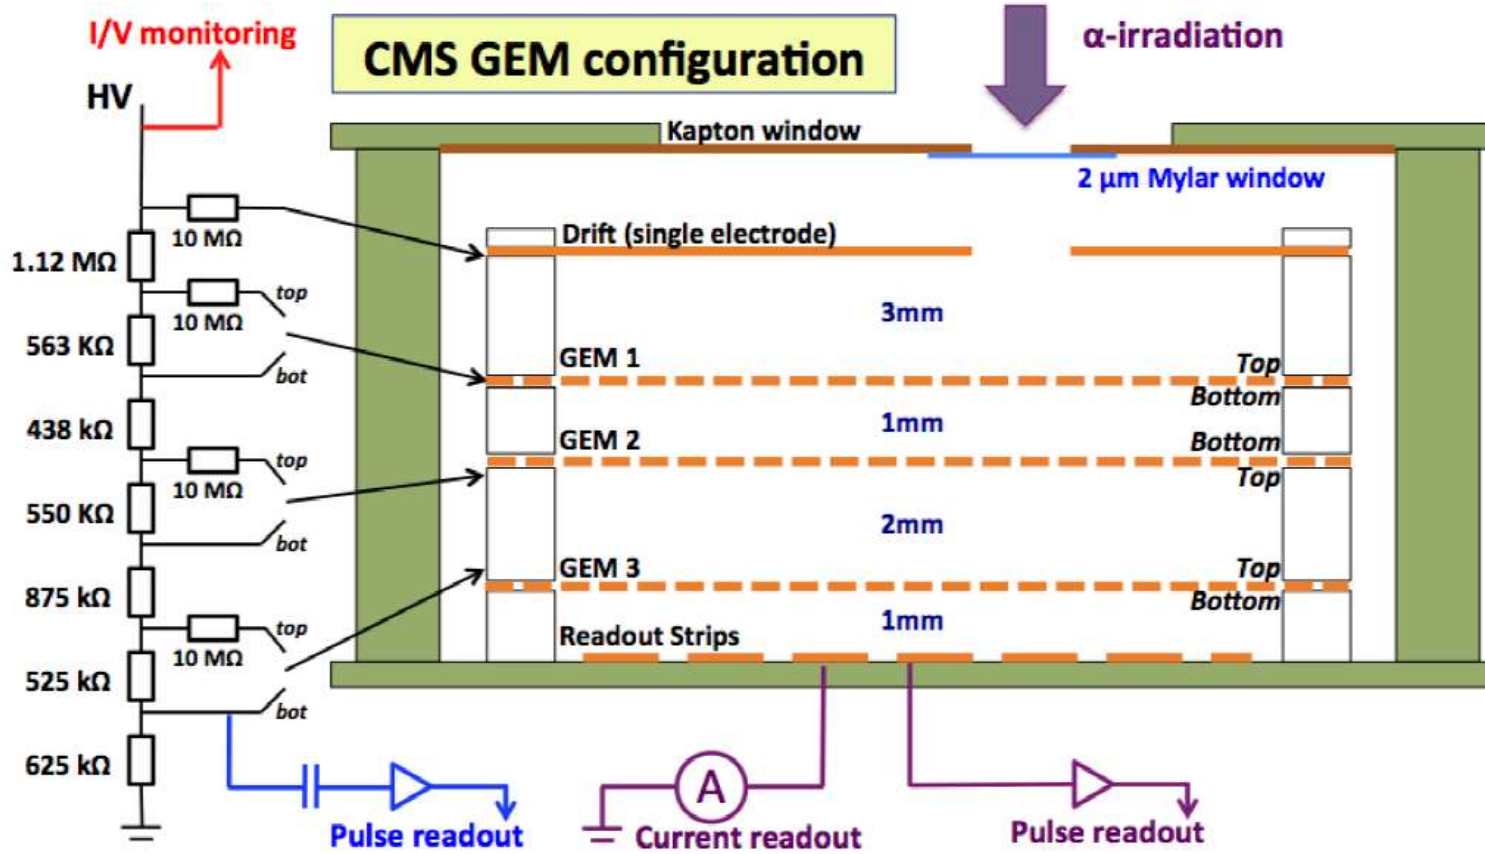 I/V monitoring
CMS GEM configuration
α-irradiation
HV
Kapton window
2 µm Mylar window
10 MΩ
Drift (single electrode)
1.12 MΩ
top
10 MΩ
3mm
563 KΩ
GEM 1
Top
bot
Bottom
438 kΩ
1mm
GEM 2
Bottom
top
10 MΩ
Top
550 KΩ
2mm
bot
GEM 3
Top
875 kΩ
Bottom
top
1mm
10 MΩ
Readout Strips
525 kΩ
bot
625 kΩ
A
Pulse readout
Current readout
Pulse readout